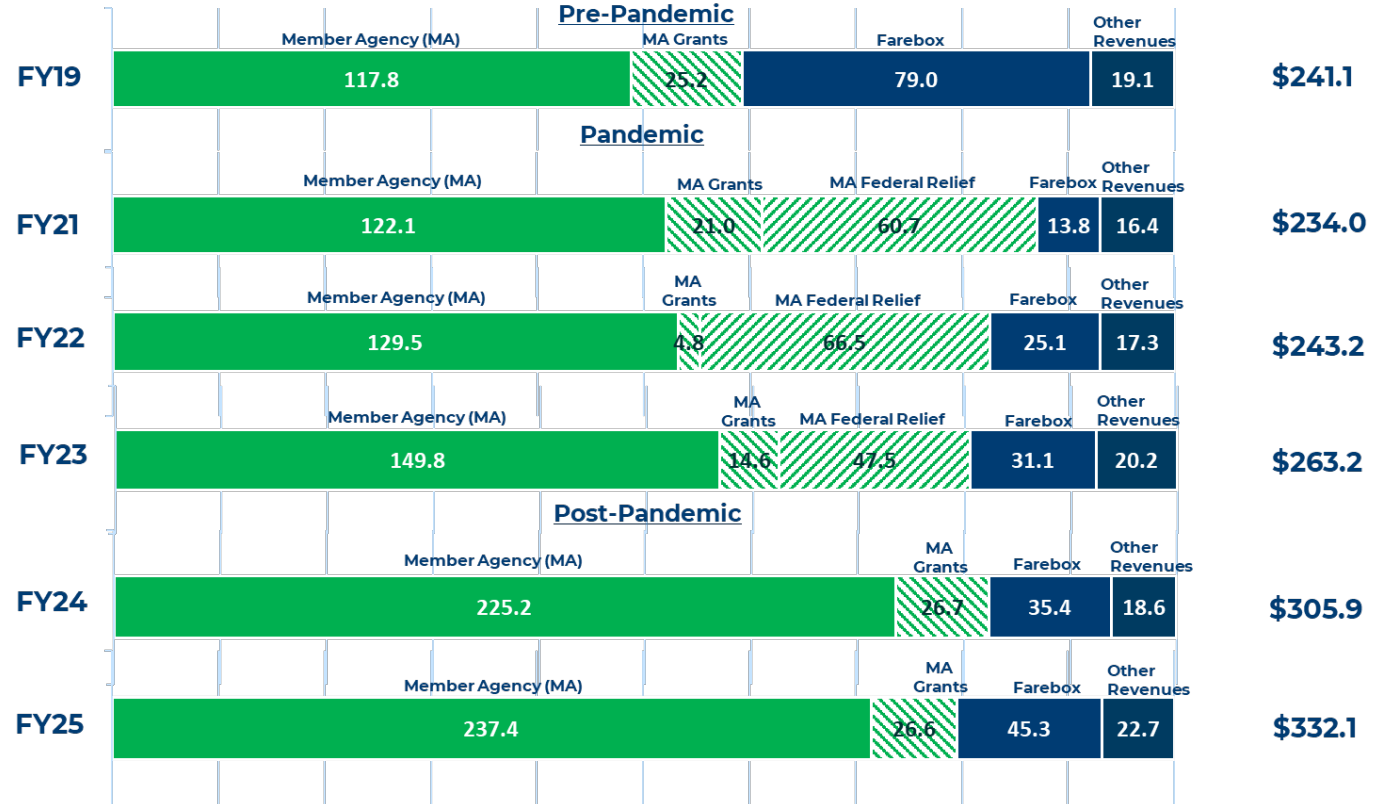 Pre-Pandemic
Member Agency (MA) MA Grants Farebox Other
Revenues
FY19 117.8 25.2 79.0 19.1 $241.1
Pandemic
Member Agency (MA) MA Grants MA Federal Relief Farebox Other
Revenues
FY21 122.1 21.0 60.7 13.8 16.4 $234.0
Member Agency (MA) MA
Grants MA Federal Relief Farebox Other
Revenues
FY22 129.5 4.8 66.5 25.1 17.3 $243.2
Member Agency (MA) MA
Grants MA Federal Relief Farebox Other
Revenues
FY23 149.8 14.6 47.5 31.1 20.2 $263.2
Post-Pandemic
Member Agency (MA) MA
Grants Farebox Other
Revenues
FY24 225.2 26.7 35.4 18.6 $305.9
Member Agency (MA) MA
Grants Farebox Other
Revenues
FY25 237.4 26.6 45.3 22.7 $332.1